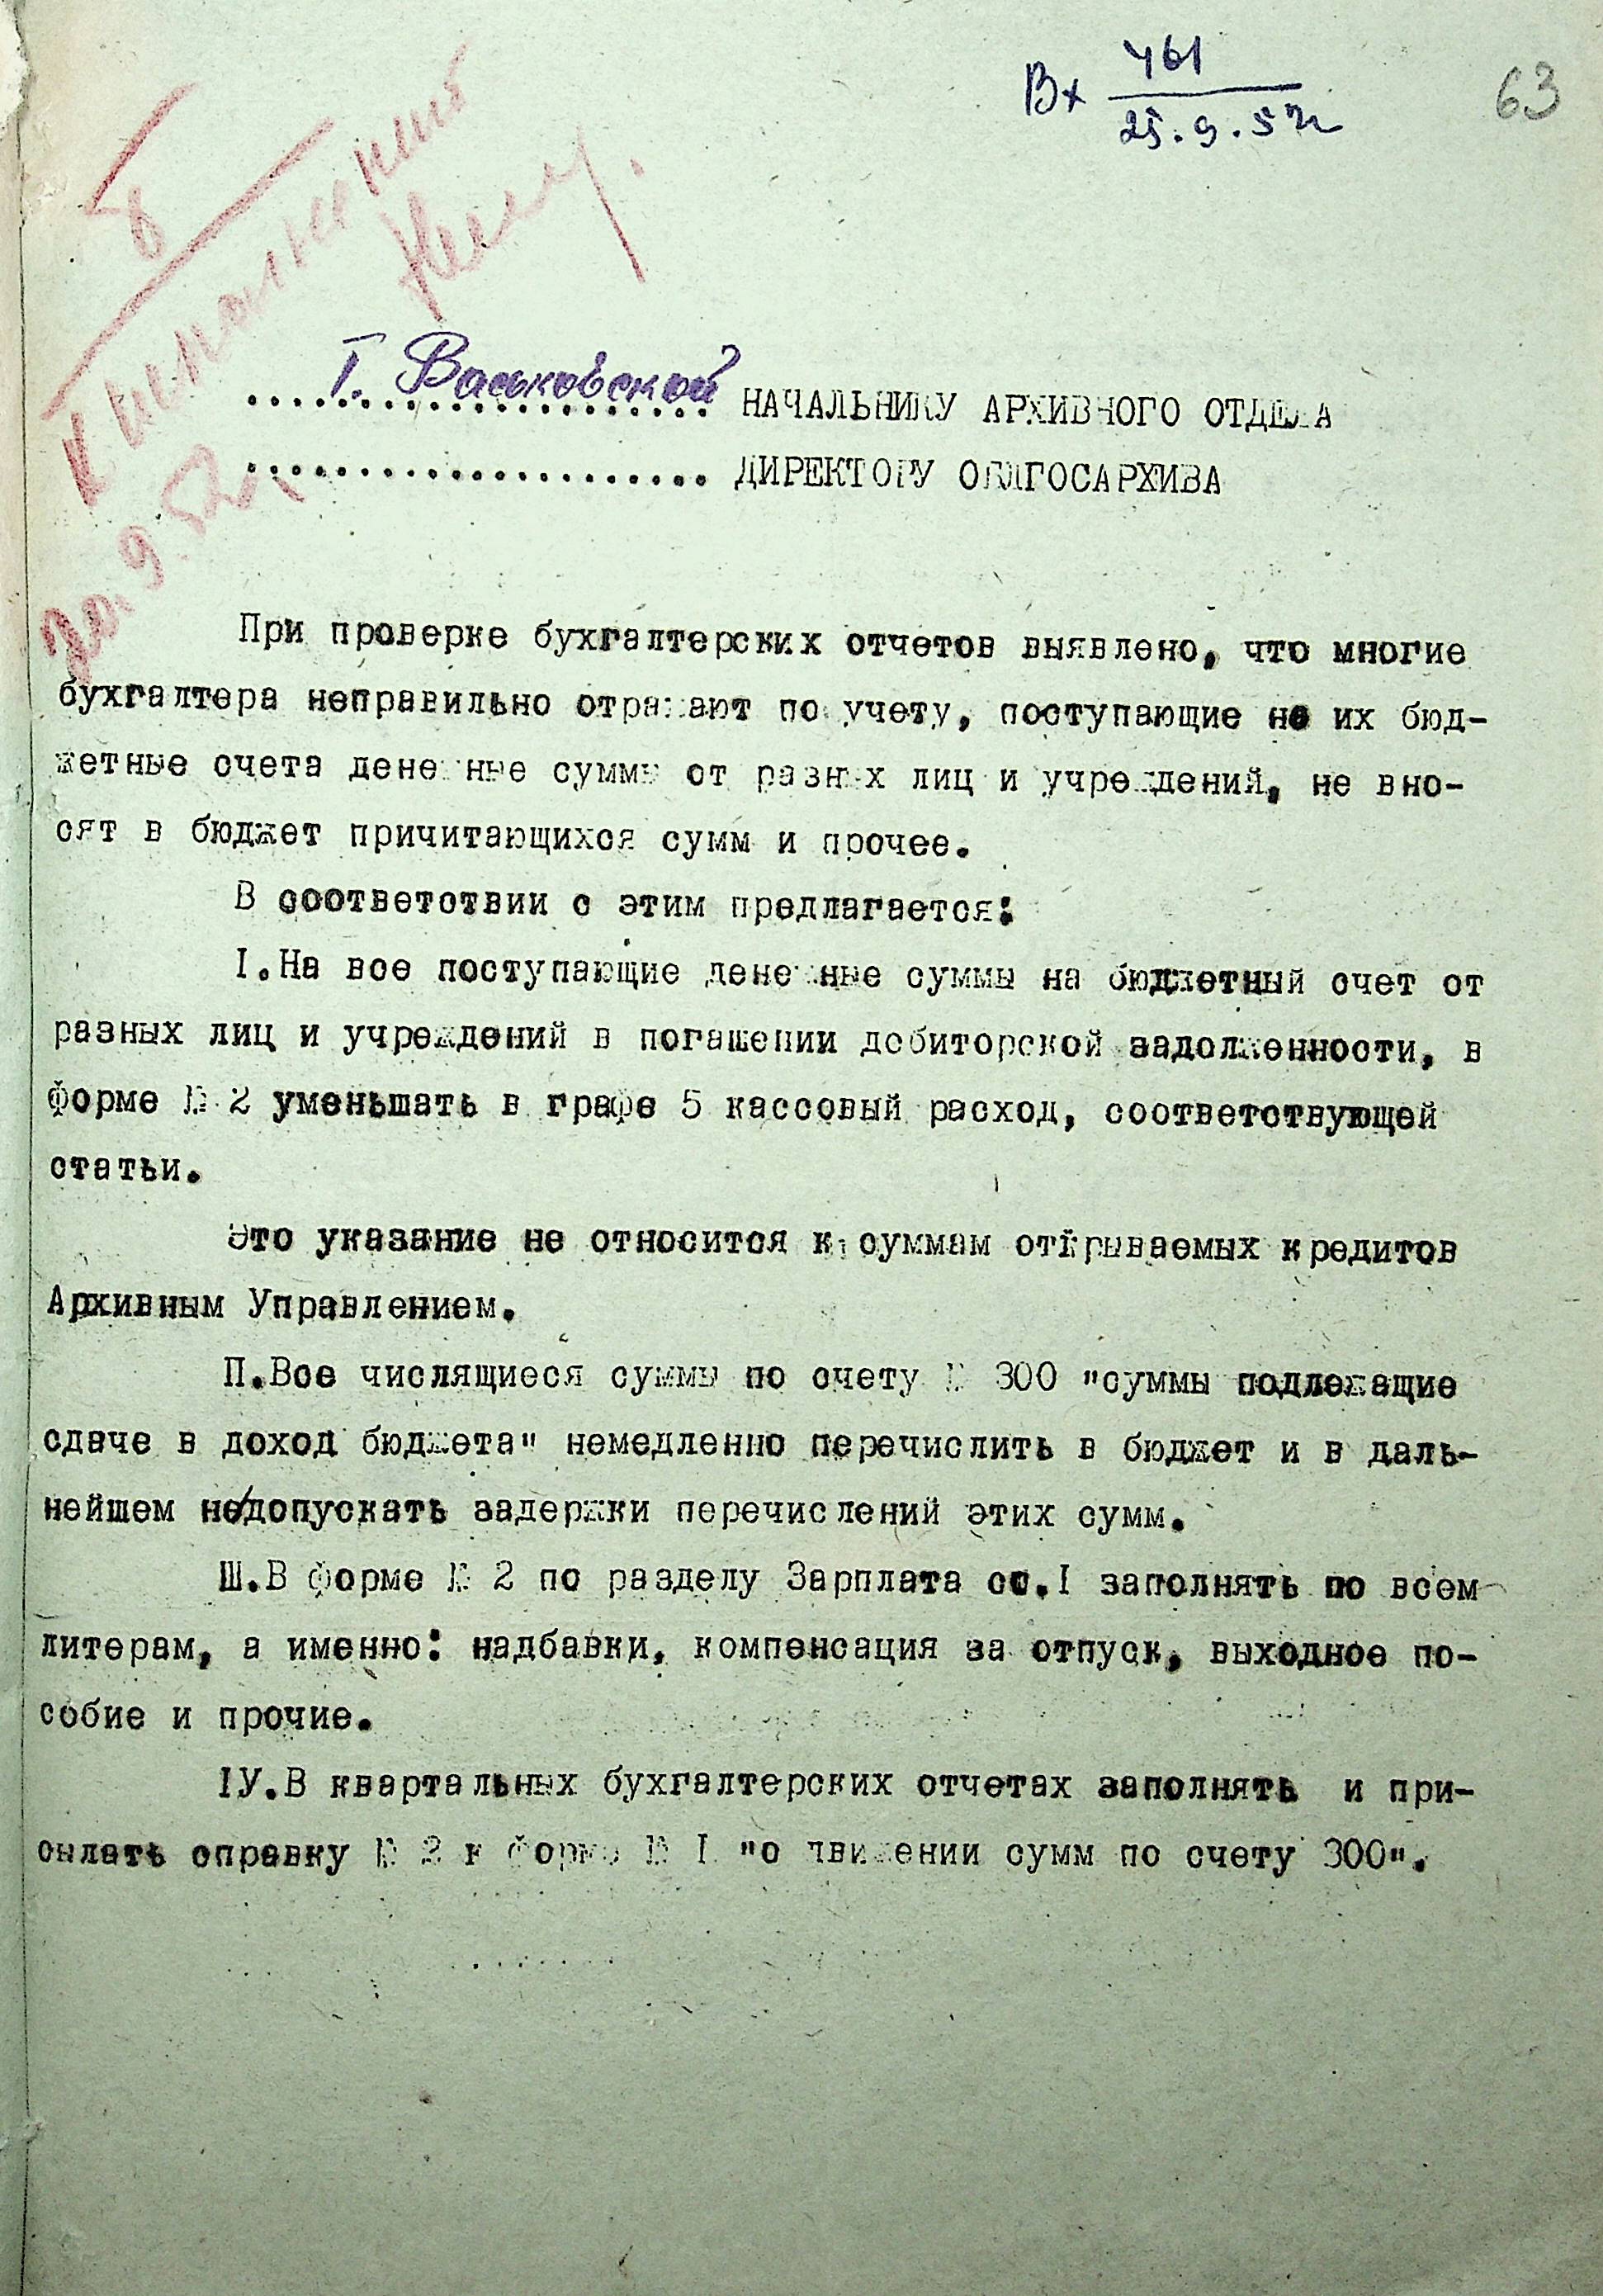 Вх 461
25.9.52
63
К исполнению
Г. Васьковской
........................ НАЧАЛЬНИКУ АРХИВНОГО ОТДЕЛА
........................ ДИРЕКТОРУ ОБЛГОСАРХИВА
При проверке бухгалтерских отчетов выявлено, что многие
бухгалтера неправильно отражают по учету, поступающие на их бюд-
жетные счета денежные суммы от разных лиц и учреждений, не вно-
сят в бюджет причитающихся сумм и прочее.
В соответствии с этим предлагается:
I.На все поступающие денежные суммы на бюджетный счет от
разных лиц и учреждений в погашении дебиторской задолженности, в
форме № 2 уменьшать в графе 5 кассовый расход, соответствующей
статьи.
Это указание не относится к суммам открываемых кредитов
Архивным Управлением.
П.Все числящиеся суммы по счету № 300 "суммы подлежащие
сдаче в доход бюджета" немедленно перечислить в бюджет и в даль-
нейшем не/допускать задержки перечислений этих сумм.
Ш.В форме № 2 по разделу Зарплата ст.I заполнять по всем
литерам, а именно: надбавки, компенсация за отпуск, выходное по-
собие и прочие.
IУ.В квартальных бухгалтерских отчетах заполнять и при-
сылать справку № 2 к форме № I "о движении сумм по счету 300".